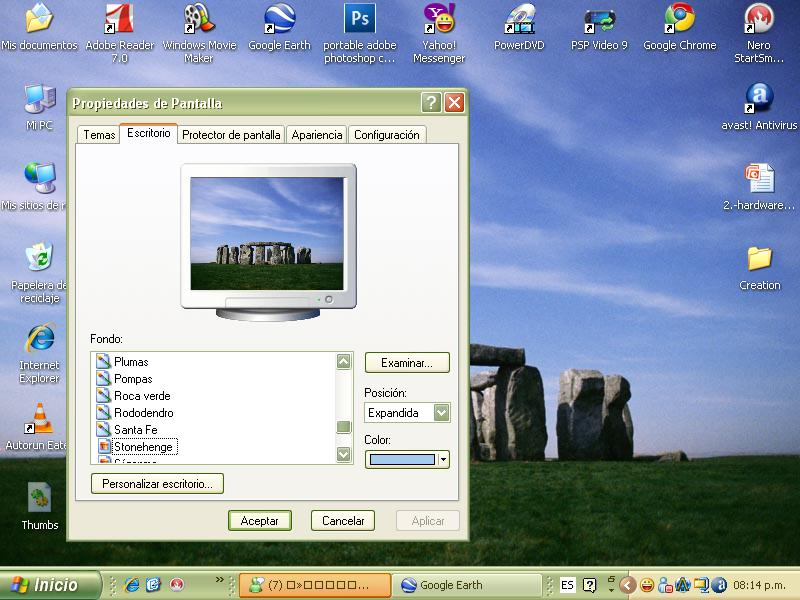 Mis documentos
Adobe Reader
7.0
Windows Movie
Maker
Google Earth
Ps
portable adobe
photoshop c...
Yahoo!
Messenger
PowerDVD
PSP Video 9
Google Chrome
Nero
StartSm...
Mi PC
avast! Antivirus
Mis sitios de r
2.-hardware...
Papelera de
reciclaje
Creation
Internet
Explorer
Autorun Eate
Thumbs
Propiedades de Pantalla
Temas
Escritorio
Protector de pantalla
Apariencia
Configuración
Fondo:
Plumas
Pompas
Roca verde
Rododendro
Santa Fe
Stonehenge
Examinar...
Posición:
Expandida
Color:
Personalizar escritorio...
Aceptar
Cancelar
Aplicar
Inicio
(7)
Google Earth
ES
08:14 p.m.